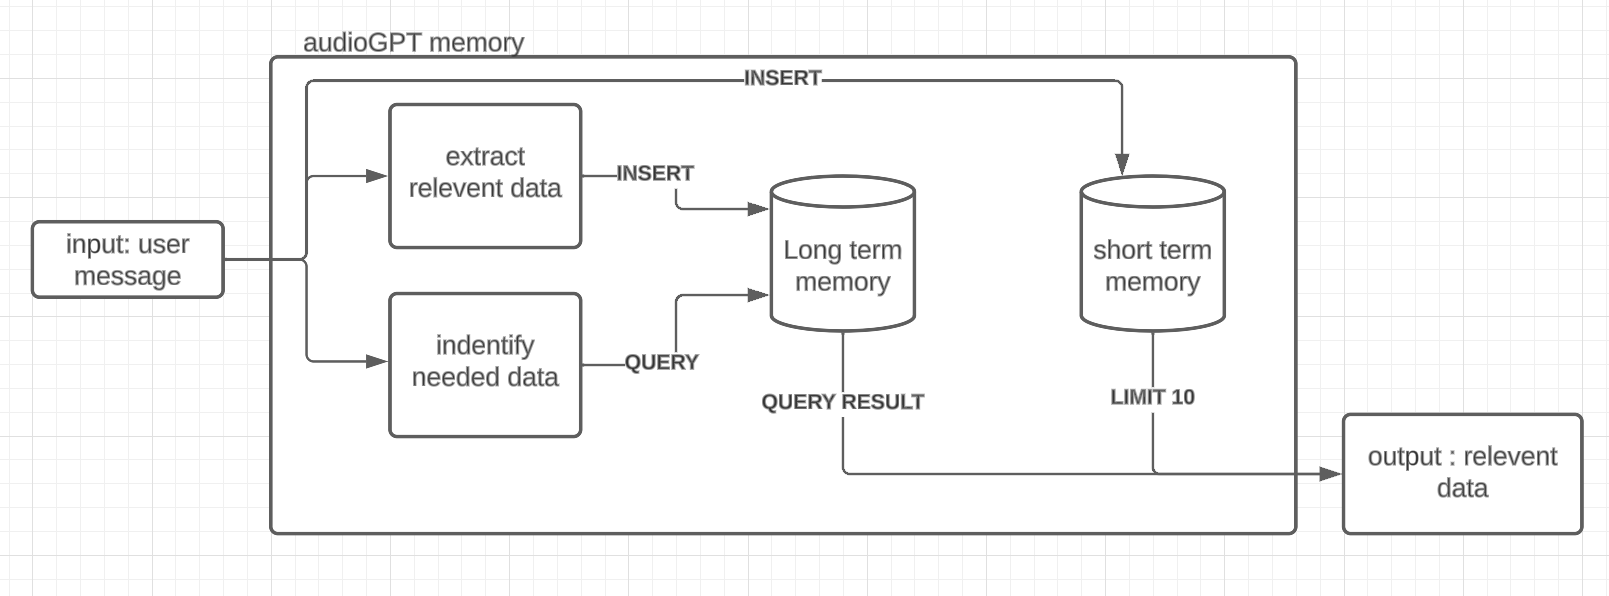 audioGPT memory
INSERT
extract
relevent data
INSERT
input: user
message
Long term
memory
short term
memory
indentify
needed data
QUERY
QUERY RESULT
LIMIT 10
output : relevent
data